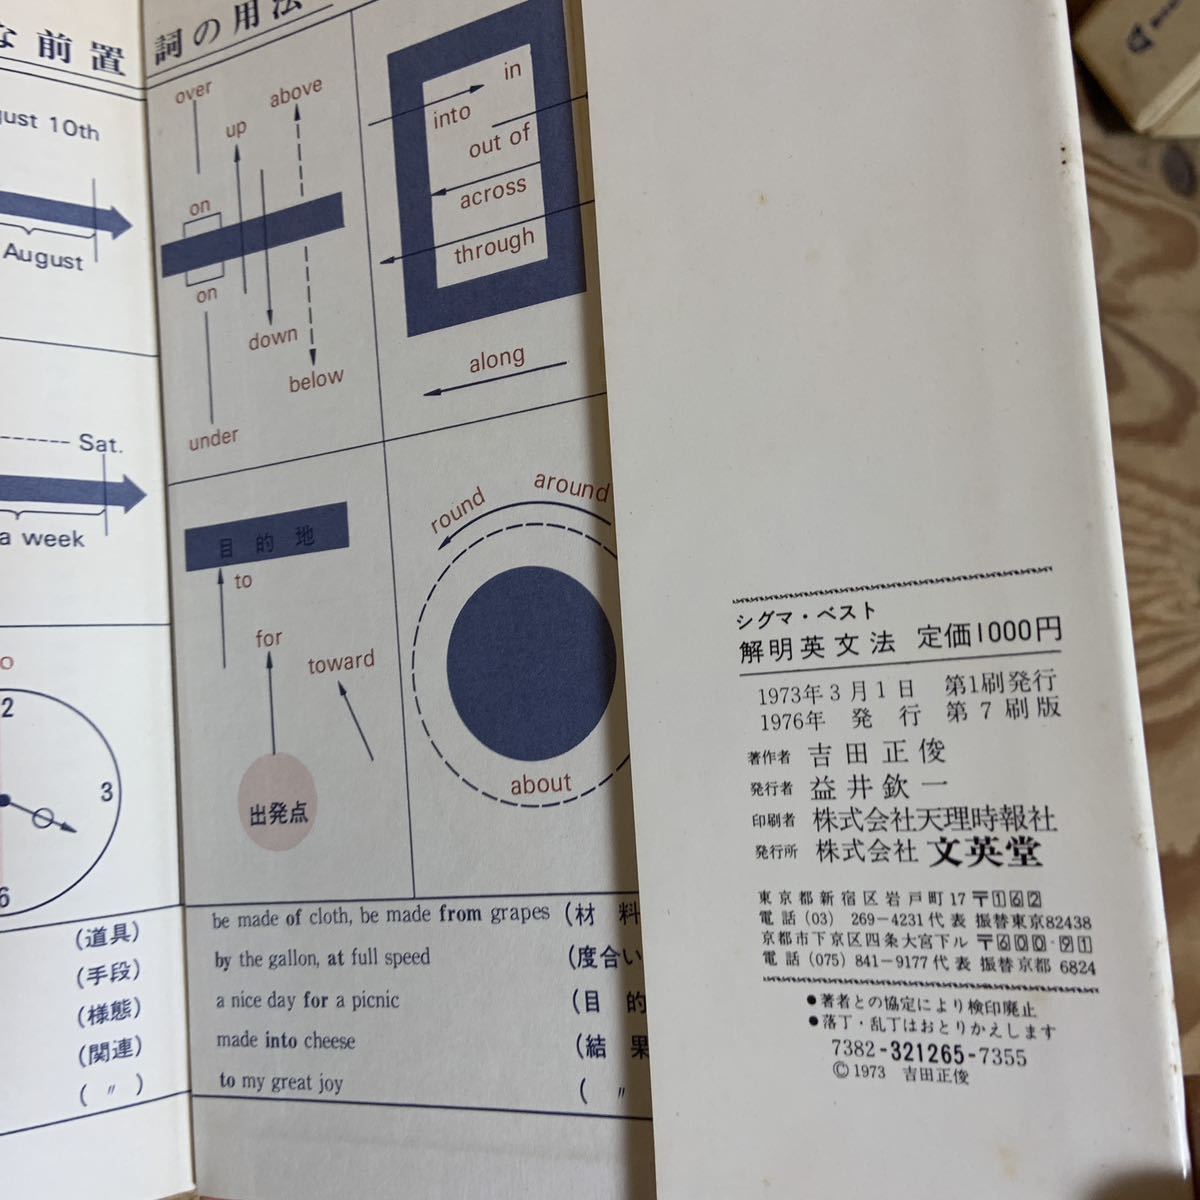 な前置詞の用法
gust 10th
August
Sat.
a week
2
3
6
over
above
up
on
on
down
below
under
in
into
out of
across
through
along
目的地
to
for
toward
出発点
round
around
about
(道具)
(手段)
(様態)
(関連)
( 〃 )
be made of cloth, be made from grapes (材料
by the gallon, at full speed (度合い
a nice day for a picnic (目的
made into cheese (結果
to my great joy ( 〃
シグマ・ベスト
解明英文法 定価1000円
1973年3月1日 第1刷発行
1976年 発行 第7刷版
著作者 吉田正俊
発行者 益井欽一
印刷者 株式会社天理時報社
発行所 株式会社 文英堂
東京都新宿区岩戸町17 〒162
電話(03) 269-4231代表 振替東京82438
京都市下京区四条大宮下ル 〒600-91
電話(075) 841-9177代表 振替京都 6824
●著者との協定により検印廃止
●落丁・乱丁はおとりかえします
7382-321265-7355
©1973 吉田正俊